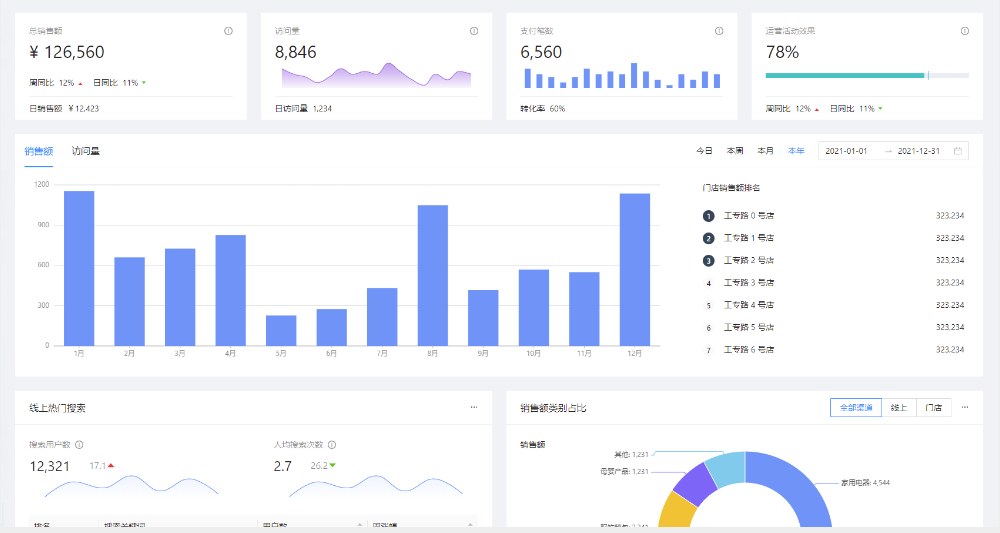 总销售额
¥ 126,560
周同比 12% 日同比 11%
日销售额 ¥ 12,423
访问量
8,846
日访问量 1,234
支付笔数
6,560
转化率 60%
运营活动效果
78%
周同比 12% 日同比 11%
销售额 访问量 今日 本周 本月 本年 2021-01-01 2021-12-31
1200
900
600
300
0
1月 2月 3月 4月 5月 6月 7月 8月 9月 10月 11月 12月
门店销售额排名
1 工专路 0 号店 323,234
2 工专路 1 号店 323,234
3 工专路 2 号店 323,234
4 工专路 3 号店 323,234
5 工专路 4 号店 323,234
6 工专路 5 号店 323,234
7 工专路 6 号店 323,234
线上热门搜索
搜索用户数
12,321 17.1
人均搜索次数
2.7 26.2
排名 搜索关键词 用户数 周涨幅
销售额类别占比 全部渠道 线上 门店
销售额
其他: 1,231
母婴产品: 1,231
家用电器: 4,544